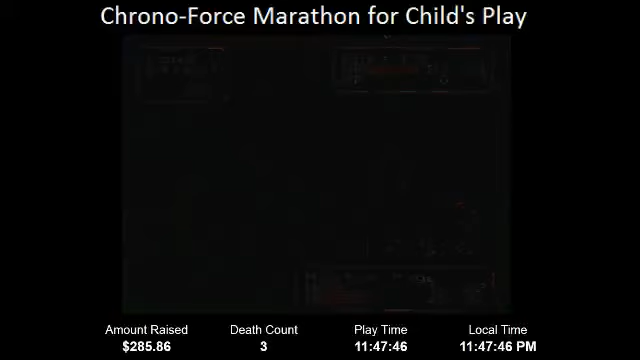 Chrono-Force Marathon for Child's Play
Amount Raised Death Count Play Time Local Time
$285.86 3 11:47:46 11:47:46 PM